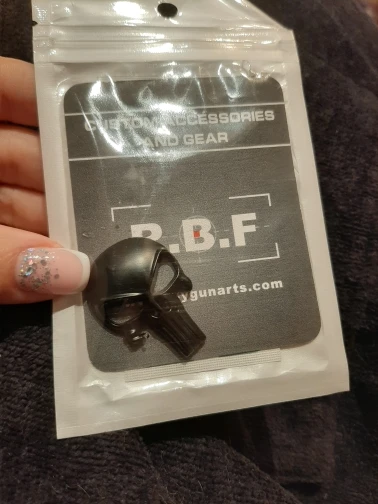 CUSTOM ACCESSORIES
AND GEAR
R.B.F
ygunarts.com